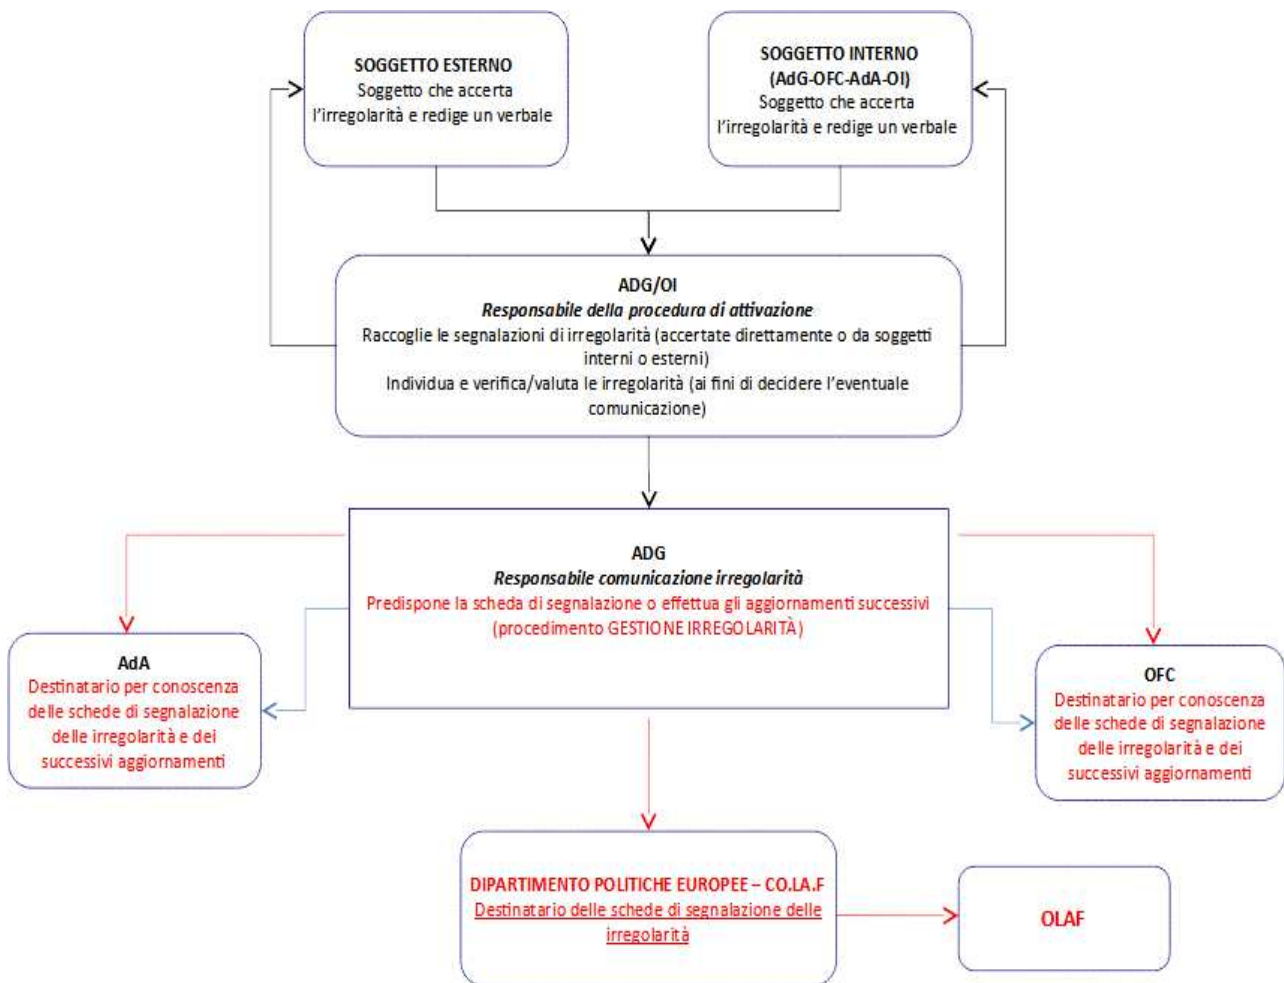 SOGGETTO ESTERNO
Soggetto che accerta
l'irregolarità e redige un verbale
SOGGETTO INTERNO
(AdG-OFC-AdA-OI)
Soggetto che accerta
l'irregolarità e redige un verbale
ADG/OI
Responsabile della procedura di attivazione
Raccoglie le segnalazioni di irregolarità (accertate direttamente o da soggetti
interni o esterni)
Individua e verifica/valuta le irregolarità (ai fini di decidere l'eventuale
comunicazione)
ADG
Responsabile comunicazione irregolarità
Predispone la scheda di segnalazione o effettua gli aggiornamenti successivi
(procedimento GESTIONE IRREGOLARITÀ)
AdA
Destinatario per conoscenza
delle schede di segnalazione
delle irregolarità e dei
successivi aggiornamenti
OFC
Destinatario per conoscenza
delle schede di segnalazione
delle irregolarità e dei
successivi aggiornamenti
DIPARTIMENTO POLITICHE EUROPEE – CO.LA.F
Destinatario delle schede di segnalazione delle
irregolarità
OLAF